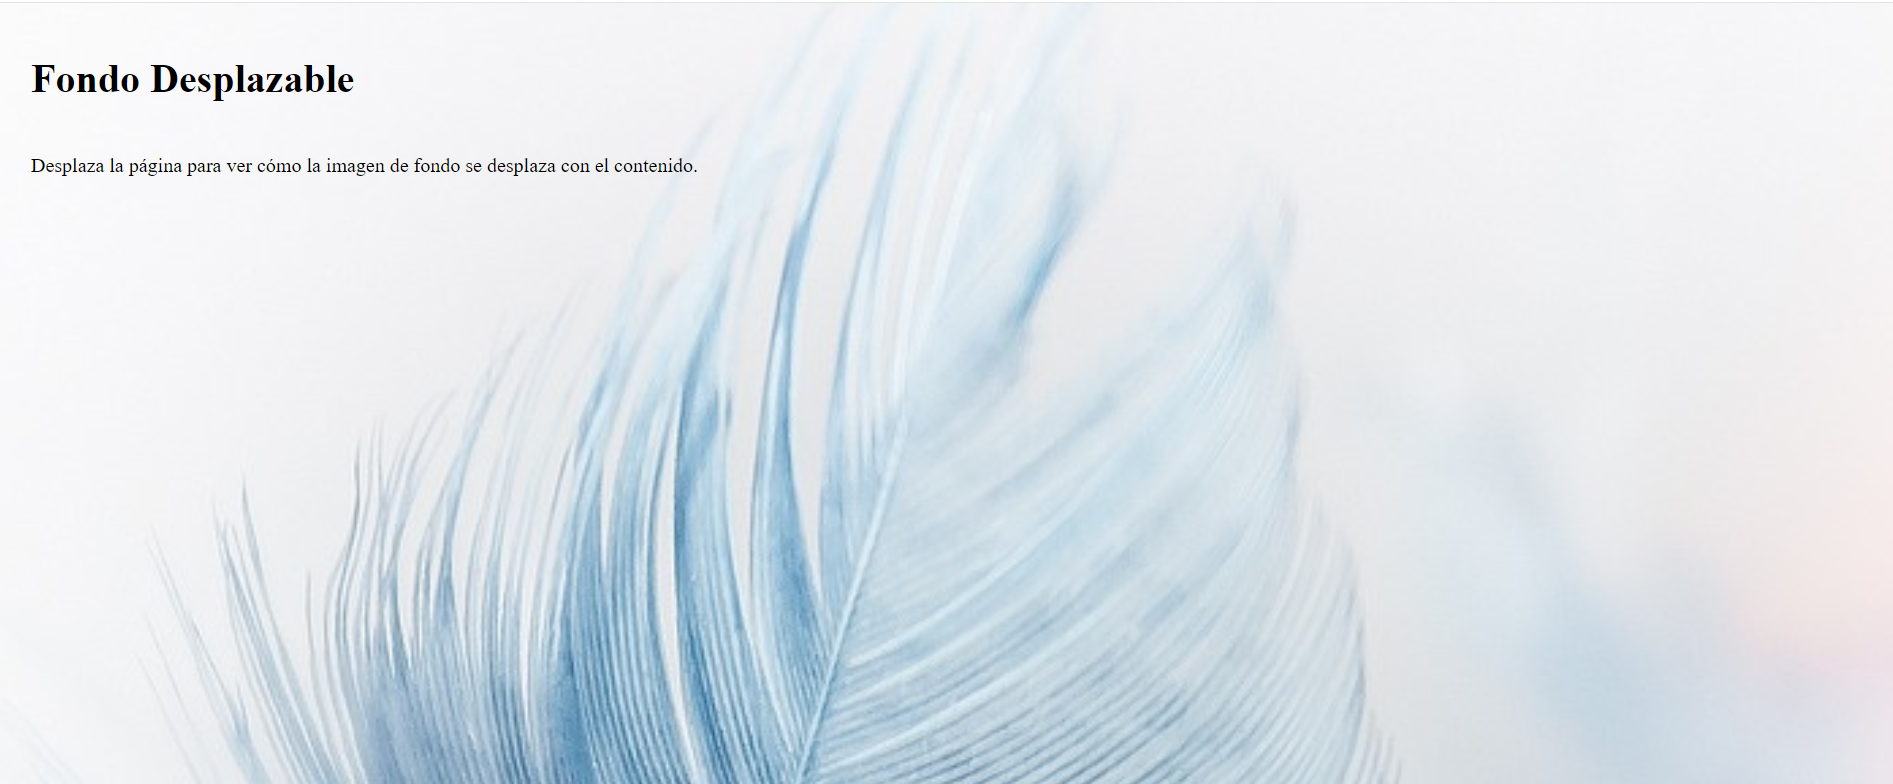 Fondo Desplazable
Desplaza la página para ver cómo la imagen de fondo se desplaza con el contenido.